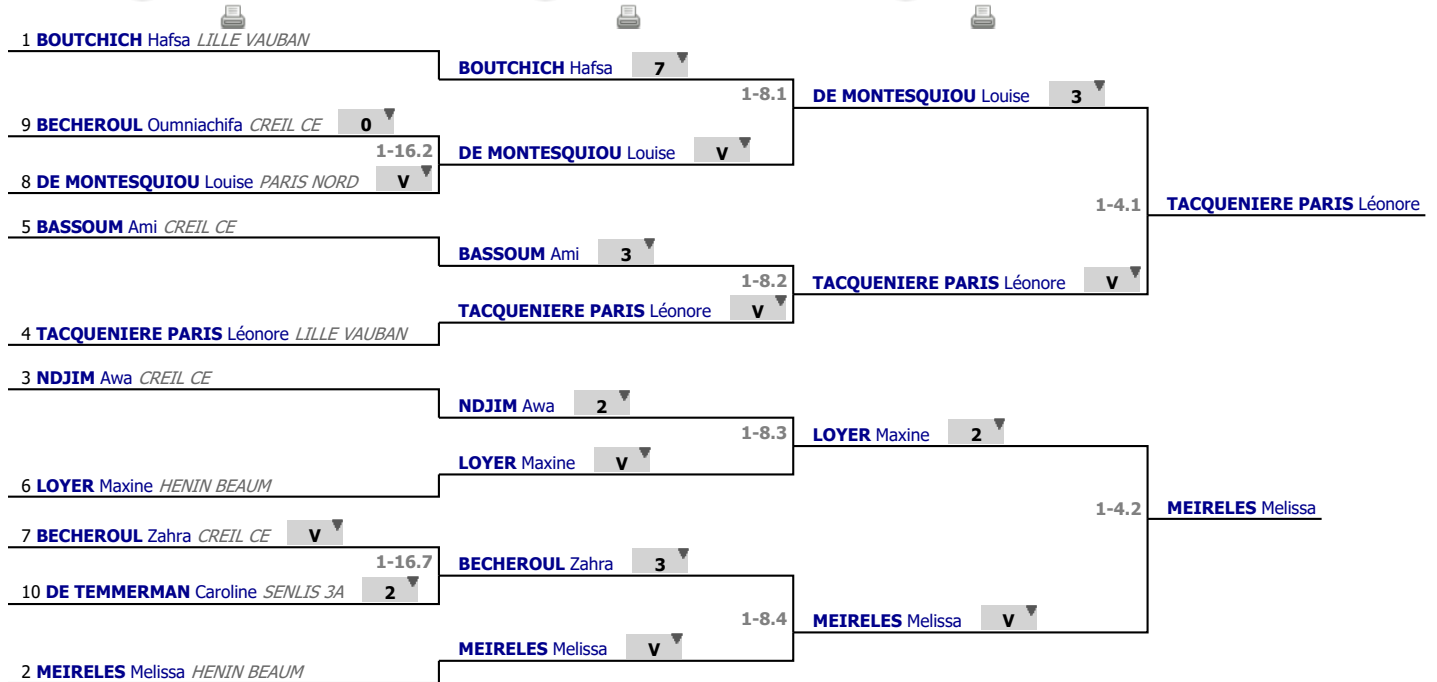 1 BOUTCHICH Hafsa LILLE VAUBAN
9 BECHEROUL Oumniachifa CREIL CE 0
1-16.2
8 DE MONTESQUIOU Louise PARIS NORD V
5 BASSOUM Ami CREIL CE
4 TACQUENIERE PARIS Léonore LILLE VAUBAN
3 NDJIM Awa CREIL CE
6 LOYER Maxine HENIN BEAUM
7 BECHEROUL Zahra CREIL CE V
1-16.7
10 DE TEMMERMAN Caroline SENLIS 3A 2
2 MEIRELES Melissa HENIN BEAUM
BOUTCHICH Hafsa 7
1-8.1
DE MONTESQUIOU Louise V
BASSOUM Ami 3
1-8.2
TACQUENIERE PARIS Léonore V
NDJIM Awa 2
1-8.3
LOYER Maxine V
BECHEROUL Zahra 3
1-8.4
MEIRELES Melissa V
DE MONTESQUIOU Louise 3
1-4.1
TACQUENIERE PARIS Léonore V
LOYER Maxine 2
1-4.2
MEIRELES Melissa V
TACQUENIERE PARIS Léonore
MEIRELES Melissa